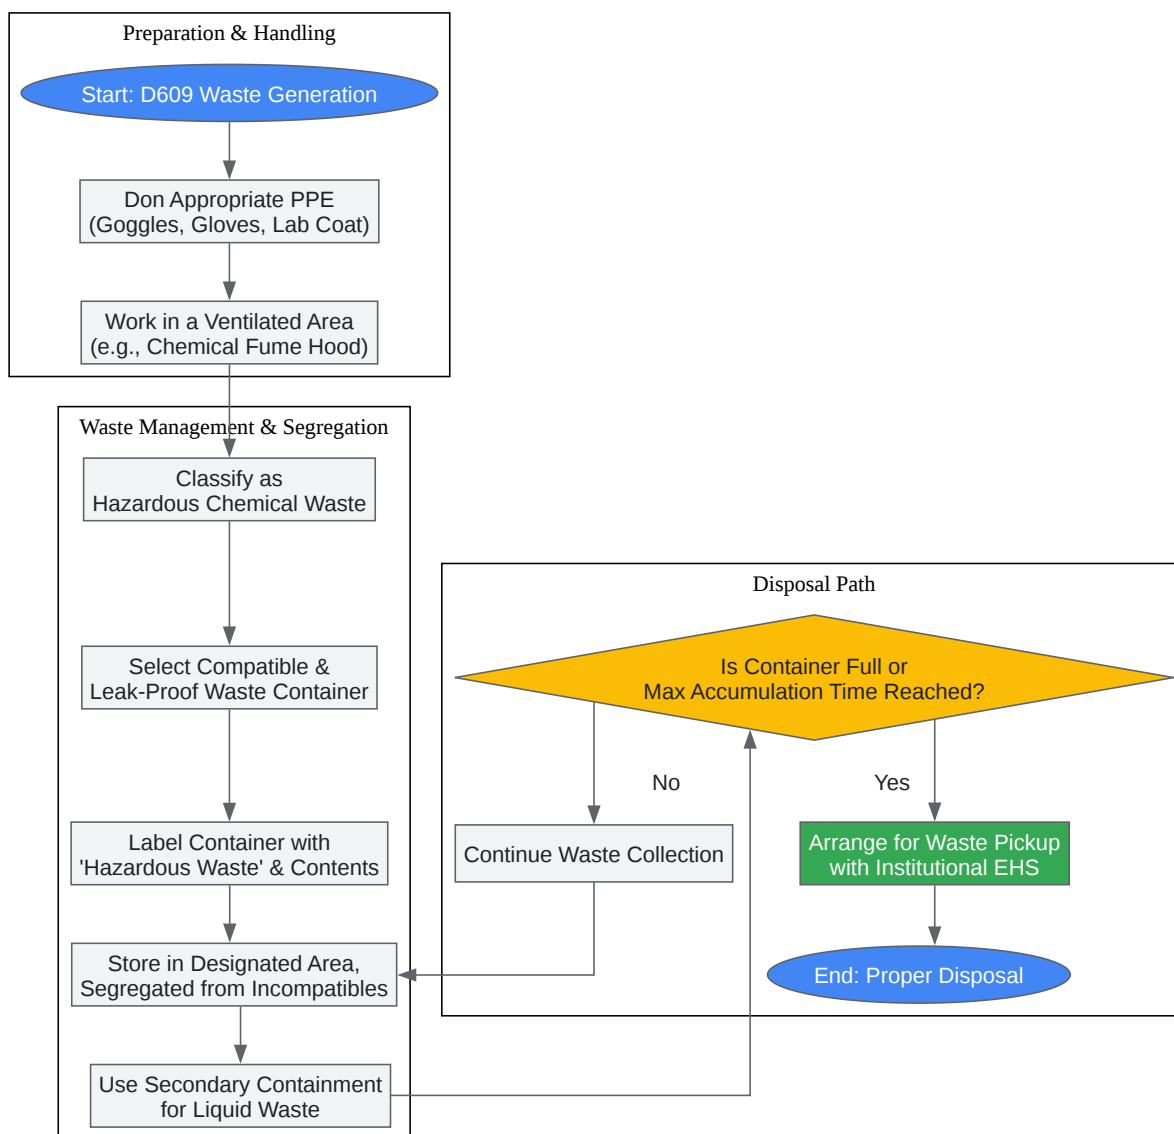 Preparation & Handling
Start: D609 Waste Generation
Don Appropriate PPE
(Goggles, Gloves, Lab Coat)
Work in a Ventilated Area
(e.g., Chemical Fume Hood)
Waste Management & Segregation
Classify as
Hazardous Chemical Waste
Select Compatible &
Leak-Proof Waste Container
Label Container with
'Hazardous Waste' & Contents
Store in Designated Area,
Segregated from Incompatibles
Use Secondary Containment
for Liquid Waste
Disposal Path
Is Container Full or
Max Accumulation Time Reached?
No
Yes
Continue Waste Collection
Arrange for Waste Pickup
with Institutional EHS
End: Proper Disposal